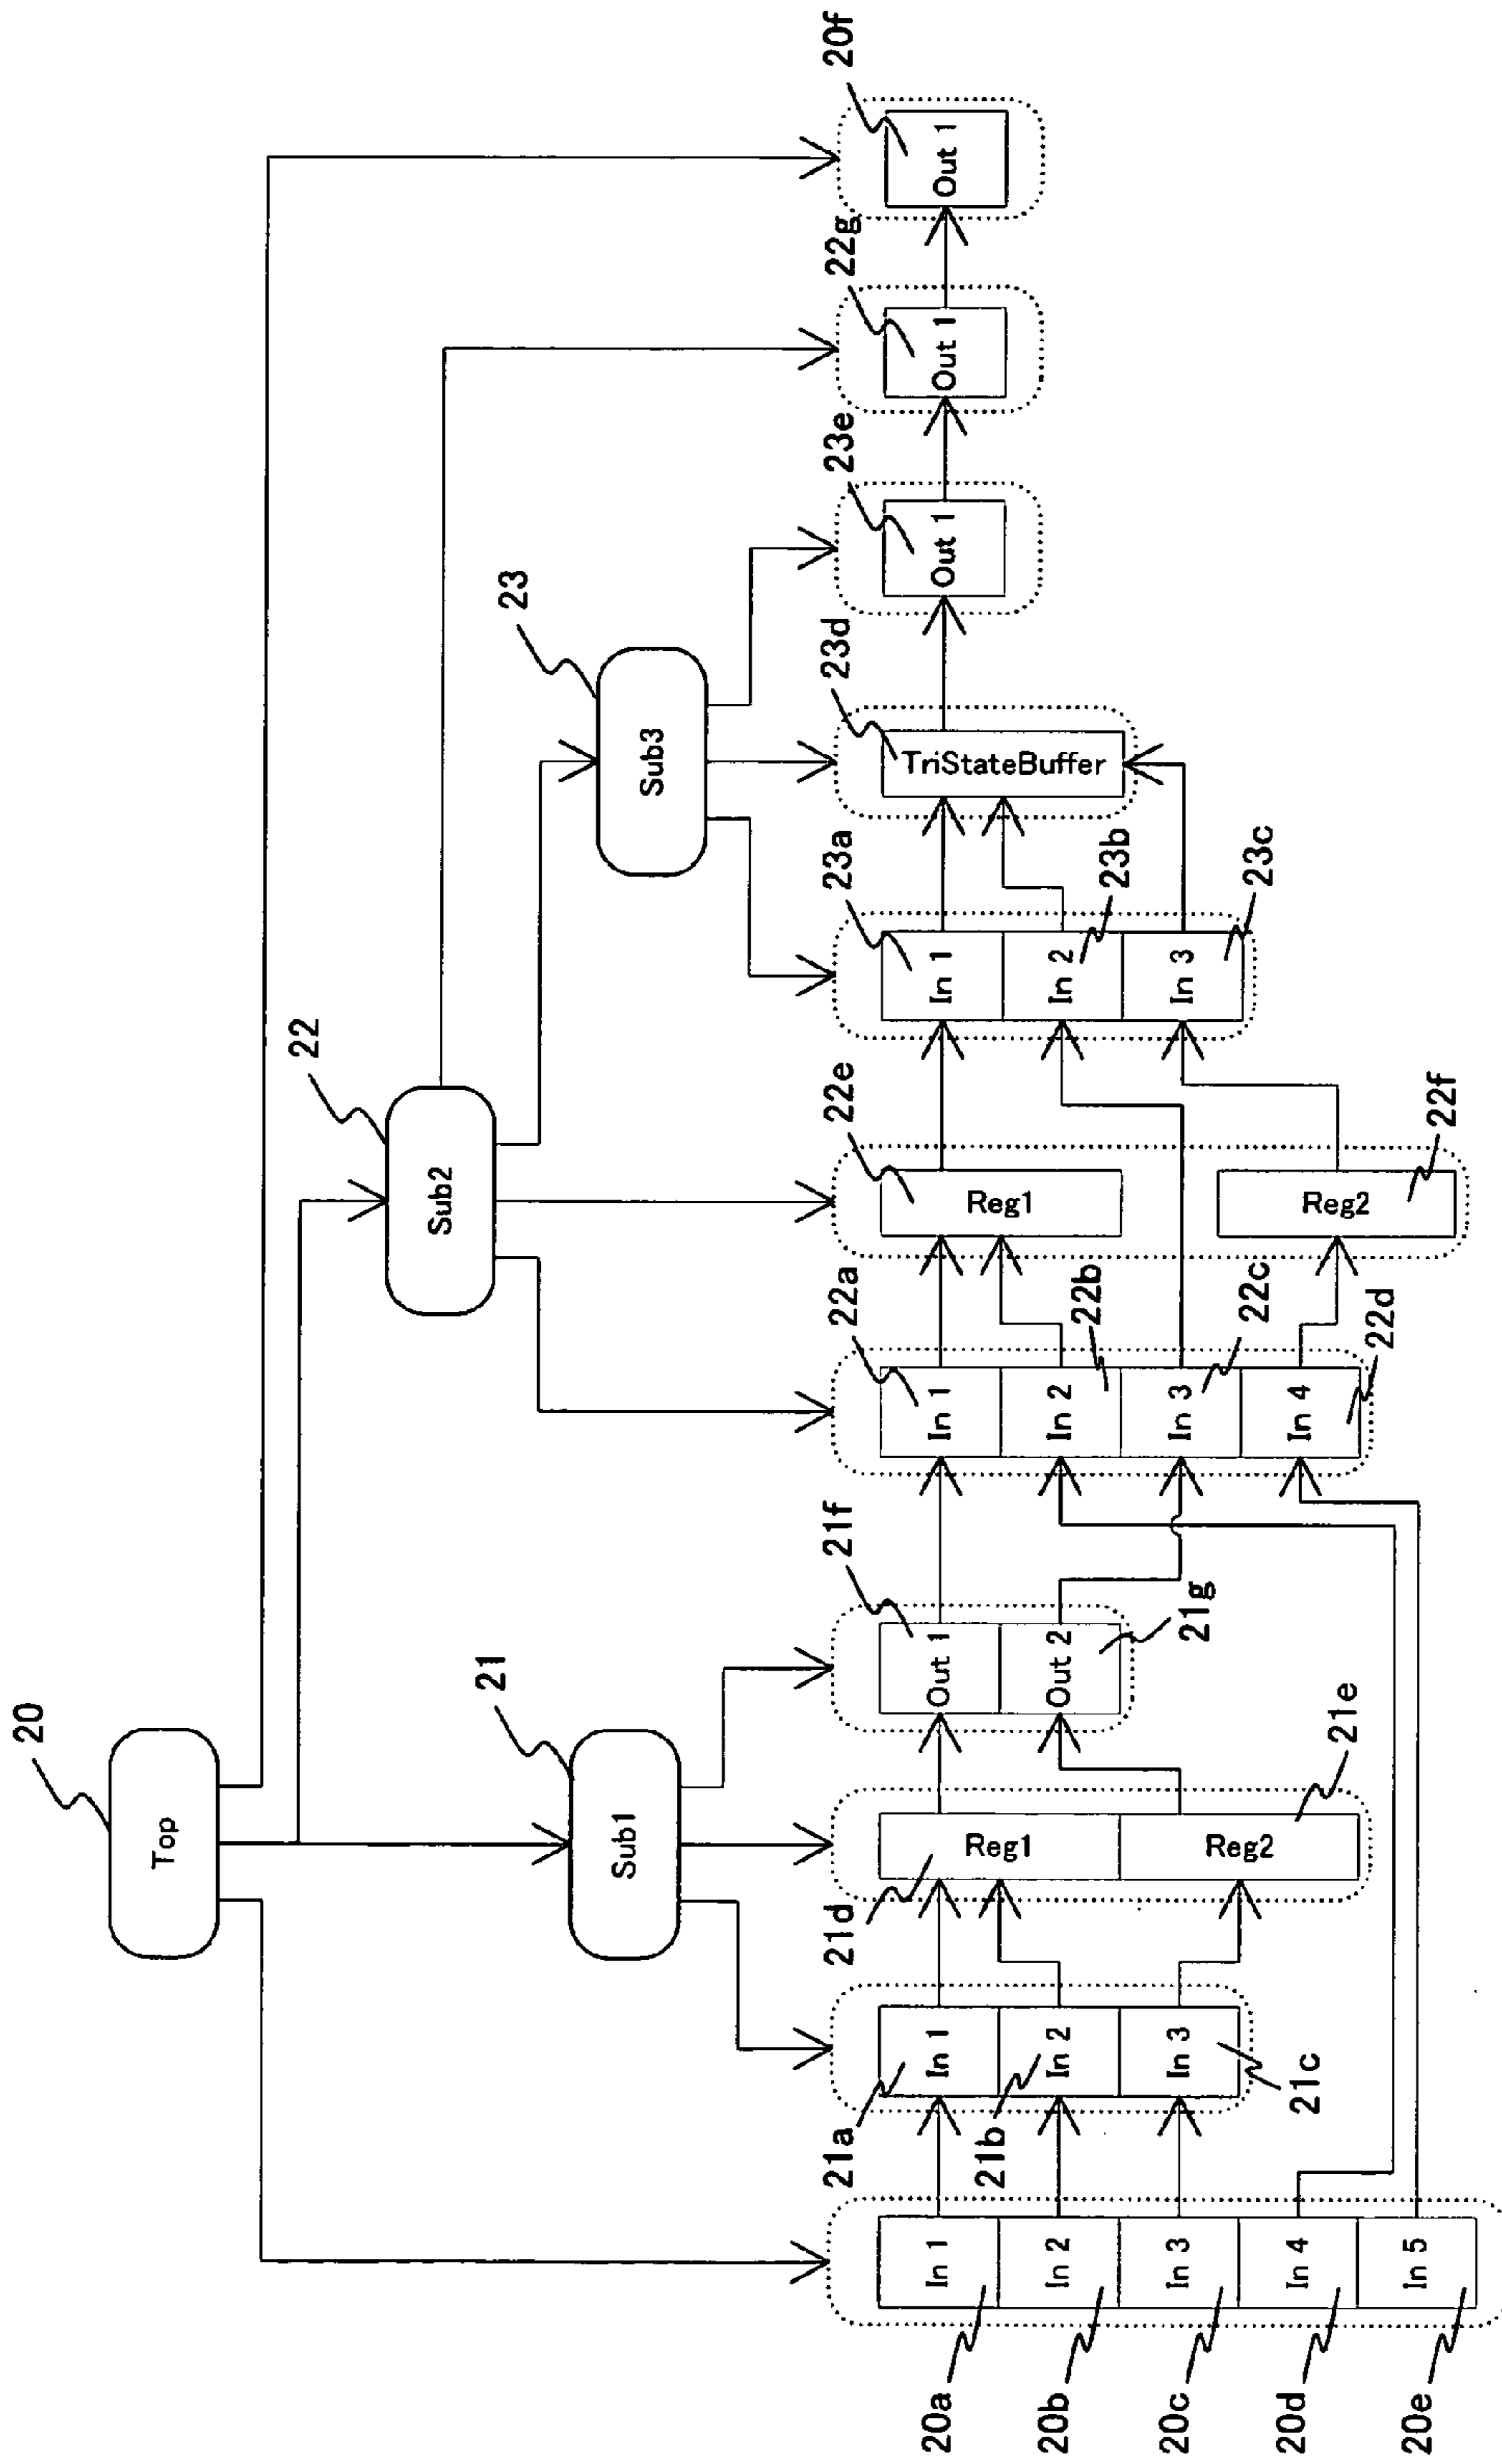 20
Top
22
Sub2
23
Sub3
21
Sub1
21a
21d
21f
22a
22e
23a
23d
23e
22g
20f
In 1
In 2
In 3
In 4
In 5
20a
20b
20c
20d
20e
In 1
In 2
In 3
21b
21c
Reg1
Reg2
21e
Out 1
Out 2
21g
In 1
In 2
In 3
In 4
22b
22c
22d
Reg1
Reg2
22f
In 1
In 2
In 3
23b
23c
TriStateBuffer
Out 1
Out 1
Out 1